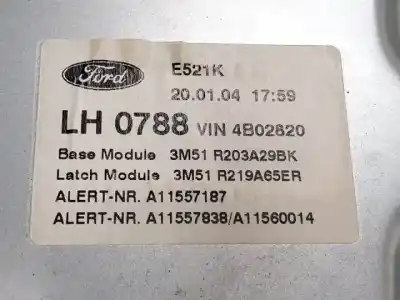 Ford
E521K
20.01.04 17:59
LH 0788 VIN 4B02820
Base Module 3M51 R203A29BK
Latch Module 3M51 R219A65ER
ALERT-NR. A11557187
ALERT-NR. A11557838/A11560014